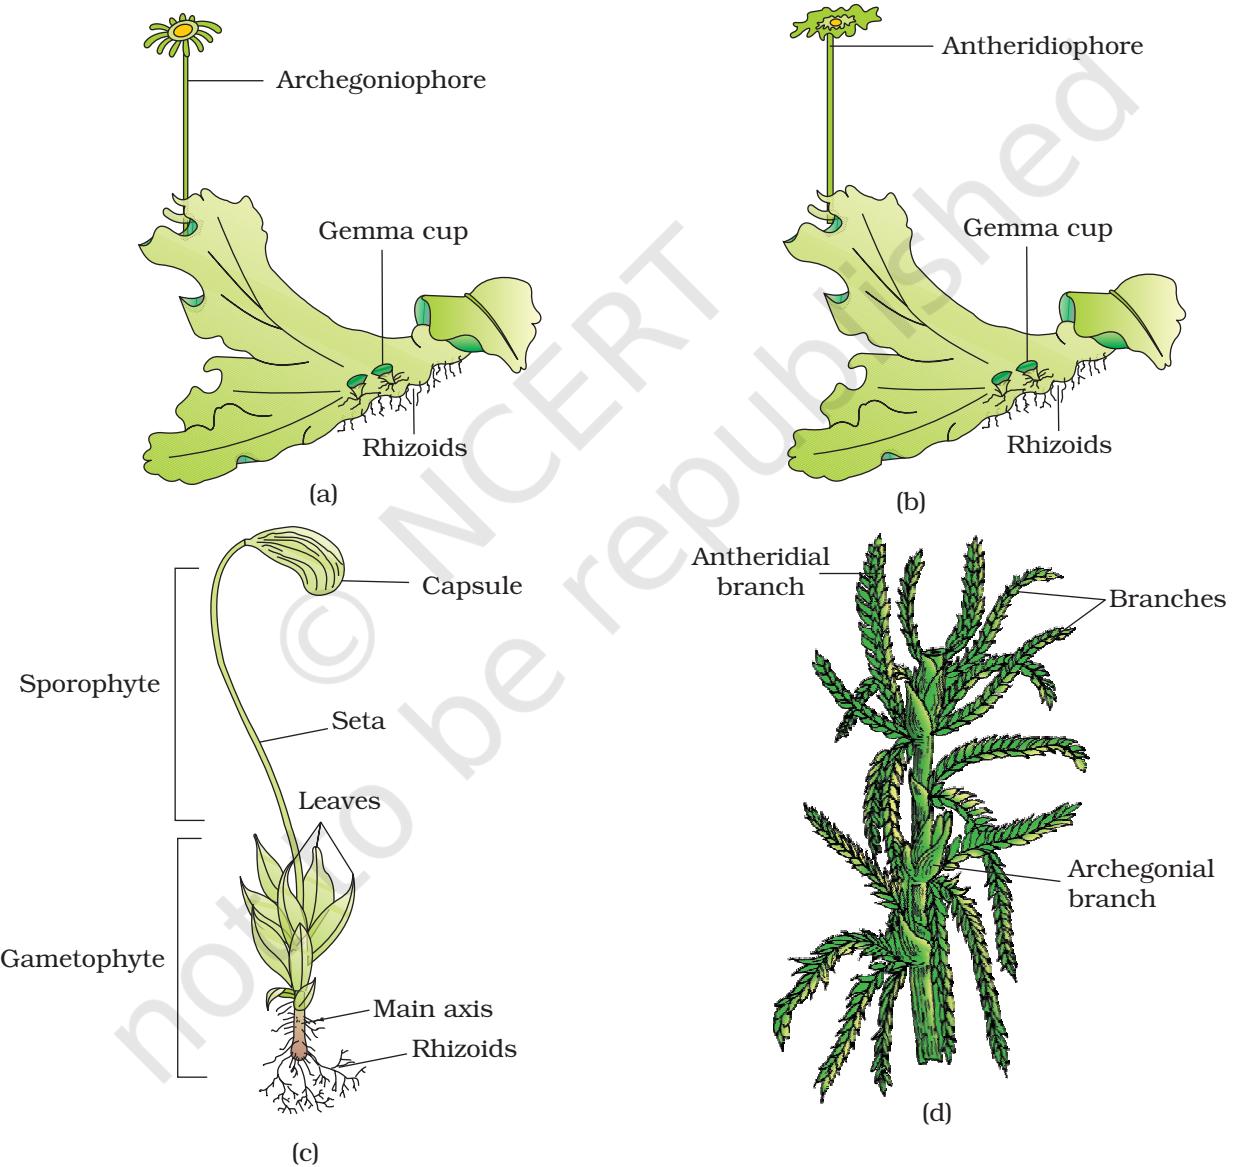 Archegoniophore
Gemma cup
Rhizoids
(a)
Antheridiophore
Gemma cup
Rhizoids
(b)
Capsule
Sporophyte
Seta
Leaves
Gametophyte
Main axis
Rhizoids
(c)
Antheridial
branch
Branches
Archegonial
branch
(d)
© NCERT
not to be republished